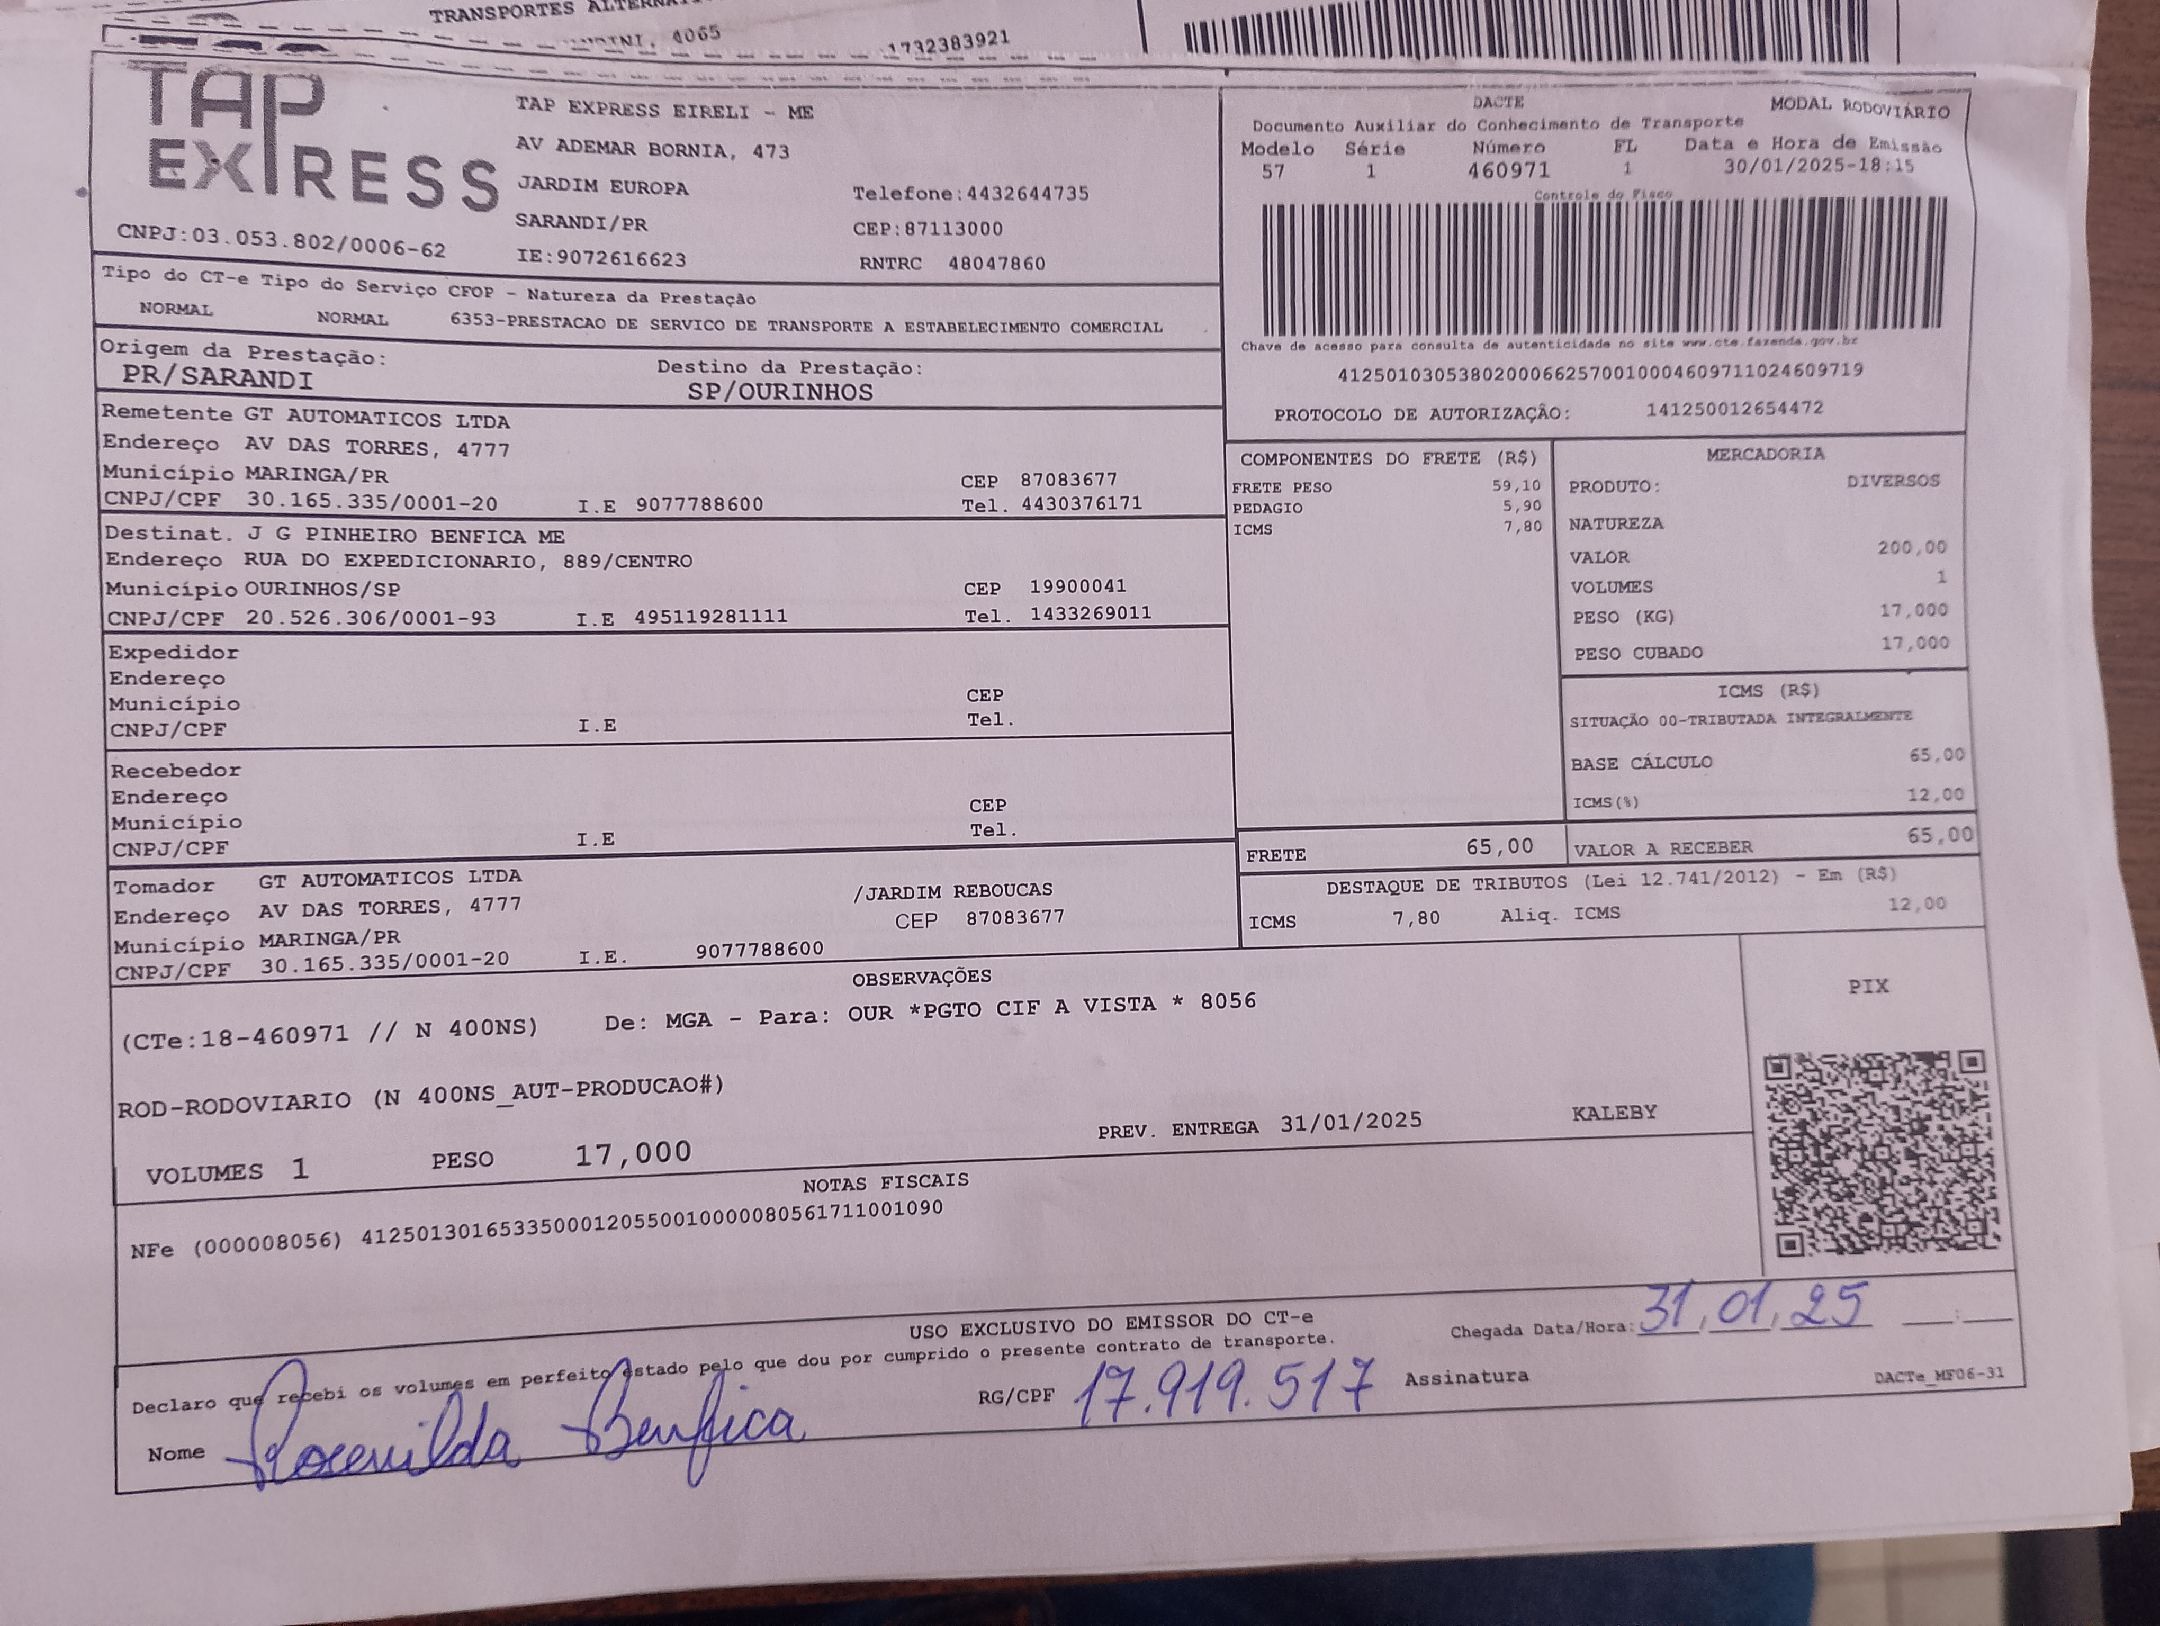 TRANSPORTES
4065
1732383921
TAP EXPRESS
TAP EXPRESS EIRELI - ME
AV ADEMAR BORNIA, 473
JARDIM EUROPA Telefone:4432644735
SARANDI/PR CEP:87113000
CNPJ:03.053.802/0006-62 IE:9072616623 RNTRC 48047860
DACTE MODAL RODOVIÁRIO
Documento Auxiliar do Conhecimento de Transporte
Modelo Série Número FL Data e Hora de Emissão
57 1 460971 1 30/01/2025-18:15
Controle do Fisco
Chave de acesso para consulta de autenticidade no site www.cte.fazenda.gov.br
41250103053802000662570010004609711024609719
PROTOCOLO DE AUTORIZAÇÃO: 141250012654472
Tipo do CT-e Tipo do Serviço CFOP - Natureza da Prestação
NORMAL NORMAL 6353-PRESTACAO DE SERVICO DE TRANSPORTE A ESTABELECIMENTO COMERCIAL
Origem da Prestação: Destino da Prestação:
PR/SARANDI SP/OURINHOS
Remetente GT AUTOMATICOS LTDA
Endereço AV DAS TORRES, 4777
Município MARINGA/PR CEP 87083677
CNPJ/CPF 30.165.335/0001-20 I.E 9077788600 Tel. 4430376171
Destinat. J G PINHEIRO BENFICA ME
Endereço RUA DO EXPEDICIONARIO, 889/CENTRO
Município OURINHOS/SP CEP 19900041
CNPJ/CPF 20.526.306/0001-93 I.E 495119281111 Tel. 1433269011
Expedidor
Endereço
Município CEP
CNPJ/CPF I.E Tel.
Recebedor
Endereço
Município CEP
CNPJ/CPF I.E Tel.
Tomador GT AUTOMATICOS LTDA
Endereço AV DAS TORRES, 4777 /JARDIM REBOUCAS
Município MARINGA/PR CEP 87083677
CNPJ/CPF 30.165.335/0001-20 I.E. 9077788600
COMPONENTES DO FRETE (R$)
FRETE PESO 59,10
PEDAGIO 5,90
ICMS 7,80
MERCADORIA
PRODUTO: DIVERSOS
NATUREZA
VALOR 200,00
VOLUMES 1
PESO (KG) 17,000
PESO CUBADO 17,000
ICMS (R$)
SITUAÇÃO 00-TRIBUTADA INTEGRALMENTE
BASE CÁLCULO 65,00
ICMS(%) 12,00
FRETE 65,00 VALOR A RECEBER 65,00
DESTAQUE DE TRIBUTOS (Lei 12.741/2012) - Em (R$)
ICMS 7,80 Aliq. ICMS 12,00
OBSERVAÇÕES
(CTe:18-460971 // N 400NS) De: MGA - Para: OUR *PGTO CIF A VISTA * 8056
ROD-RODOVIARIO (N 400NS_AUT-PRODUCAO#)
VOLUMES 1 PESO 17,000 PREV. ENTREGA 31/01/2025 KALEBY
PIX
NOTAS FISCAIS
NFe (000008056) 41250130165335000120550010000080561711001090
USO EXCLUSIVO DO EMISSOR DO CT-e
Declaro que recebi os volumes em perfeito estado pelo que dou por cumprido o presente contrato de transporte.
Chegada Data/Hora: 31,01,25
Nome Rosenilda Benfica RG/CPF 17.919.517 Assinatura
DACTe_MF06-31